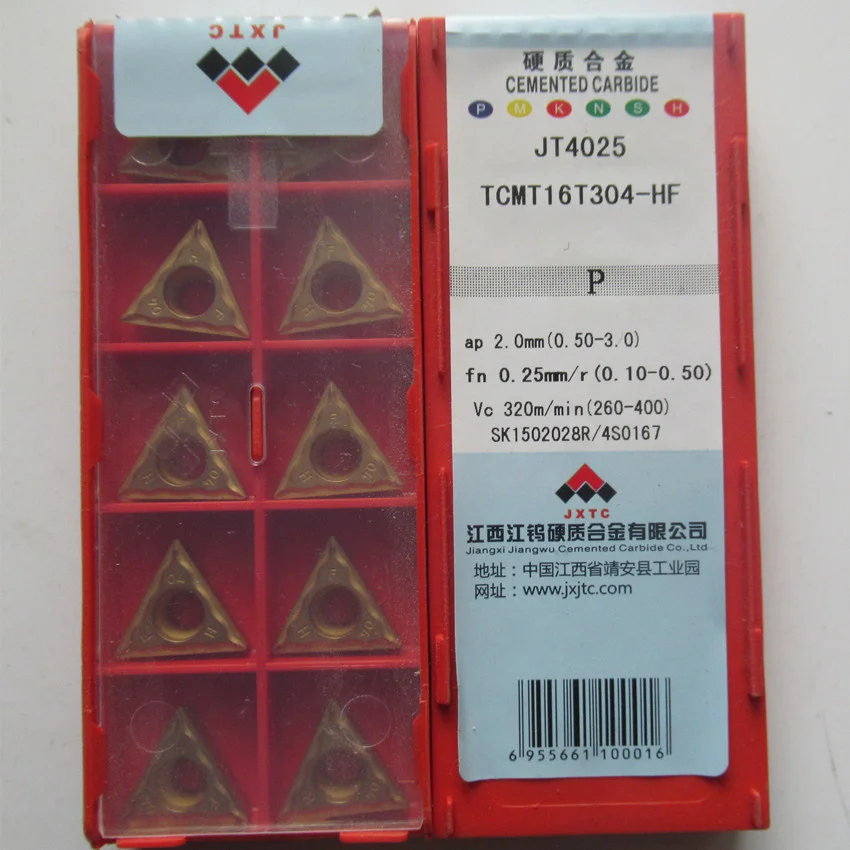 JXTC
硬质合金
CEMENTED CARBIDE
P M K N S H
JT4025
TCMT16T304-HF
P
ap 2.0mm(0.50-3.0)
fn 0.25mm/r(0.10-0.50)
Vc 320m/min(260-400)
SK1502028R/4S0167
JXTC
江西江钨硬质合金有限公司
Jiangxi Jiangwu Cemented Carbide Co.,Ltd
地址：中国江西省靖安县工业园
网址：www.jxjtc.com
6 955661 100016